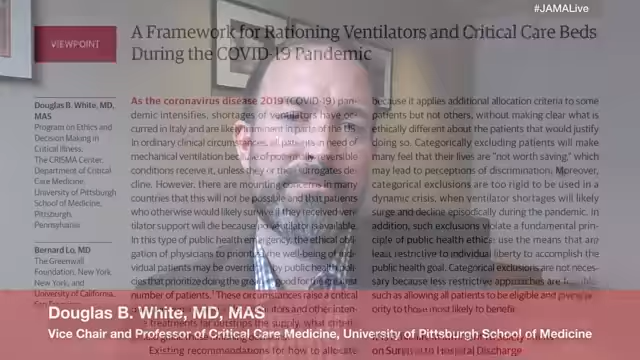 #JAMALive
VIEWPOINT
A Framework for Rationing Ventilators and Critical Care Beds
During the COVID-19 Pandemic
Douglas B. White, MD,
MAS
Program on Ethics and
Decision Making in
Critical Illness,
The CRISMA Center,
Department of Critical
Care Medicine,
University of Pittsburgh
School of Medicine,
Pittsburgh,
Pennsylvania
Bernard Lo, MD
The Greenwall
Foundation, New York,
New York; and
University of California,
As the coronavirus disease 2019 (COVID-19) pan-
demic intensifies, shortages of ventilators have oc-
curred in Italy and are likely imminent in parts of the US.
In ordinary clinical circumstances, all patients in need of
mechanical ventilation because of potentially reversible
conditions receive it, unless they or their surrogates de-
cline. However, there are mounting concerns in many
countries that this will not be possible and that patients
who otherwise would likely survive if they received ven-
tilator support will die because no ventilator is available.
In this type of public health emergency, the ethical obli-
gation of physicians to prioritize the well-being of indi-
vidual patients may be overridden by public health poli-
cies that prioritize doing the greatest good for the greatest
number of patients.1 These circumstances raise a critical
Existing recommendations for how to allocate
because it applies additional allocation criteria to some
patients but not others, without making clear what is
ethically different about the patients that would justify
doing so. Categorically excluding patients will make
many feel that their lives are "not worth saving," which
may lead to perceptions of discrimination. Moreover,
categorical exclusions are too rigid to be used in a
dynamic crisis, when ventilator shortages will likely
surge and decline episodically during the pandemic. In
addition, such exclusions violate a fundamental prin-
ciple of public health ethics: use the means that are
least restrictive to individual liberty to accomplish the
public health goal. Categorical exclusions are not neces-
sary because less restrictive approaches are feasible,
such as allowing all patients to be eligible and giving pri-
ority to those most likely to benefit.
on Survival to Hospital Discharge
Douglas B. White, MD, MAS
Vice Chair and Professor of Critical Care Medicine, University of Pittsburgh School of Medicine